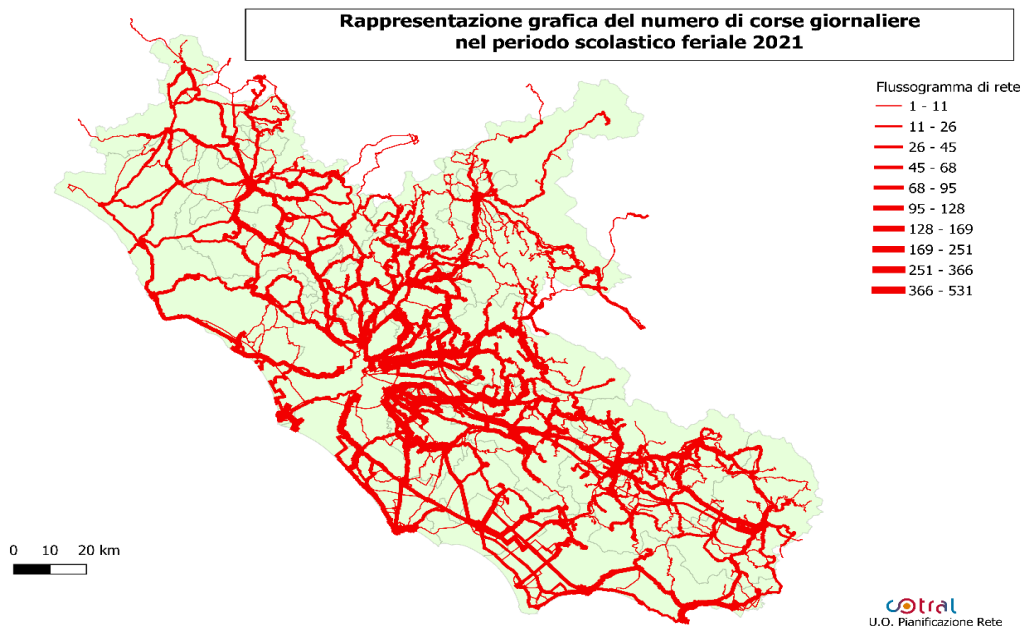 Rappresentazione grafica del numero di corse giornaliere
nel periodo scolastico feriale 2021
Flussogramma di rete
1 - 11
11 - 26
26 - 45
45 - 68
68 - 95
95 - 128
128 - 169
169 - 251
251 - 366
366 - 531
0 10 20 km
cotral
U.O. Pianificazione Rete